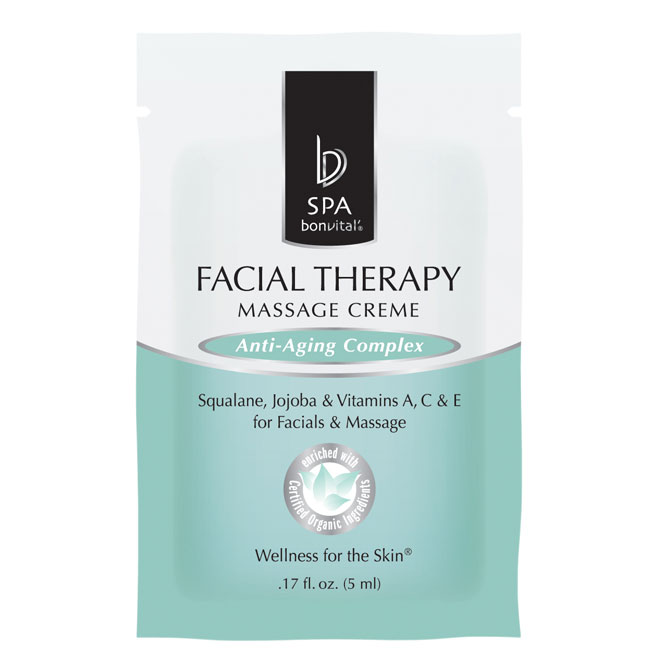 b
SPA
bonvital'®
FACIAL THERAPY
MASSAGE CREME
Anti-Aging Complex
Squalane, Jojoba & Vitamins A, C & E
for Facials & Massage
enriched with
Certified Organic Ingredients
Wellness for the Skin®
.17 fl. oz. (5 ml)